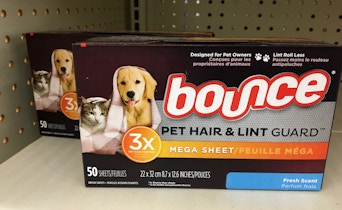 Designed for Pet Owners
Conçues pour les
propriétaires d'animaux
Lint Roll Less
Passez moins le rouleau
antipeluches
bounce
PET HAIR & LINT GUARD™
MEGA SHEET/FEUILLE MÉGA
3X
50 SHEETS/FEUILLES
22 X 32 cm 8.7 x 12.6 INCHES/POUCES
Fresh Scent
Parfum frais
3X
50